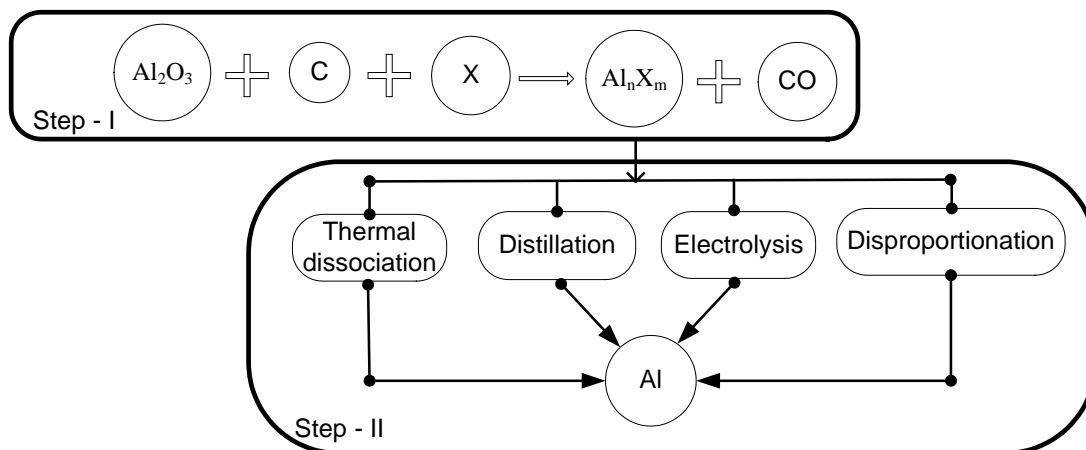 Al₂O₃ + C + X ⟹ AlₙXₘ + CO
Step - I
Thermal
dissociation
Distillation
Electrolysis
Disproportionation
Al
Step - II